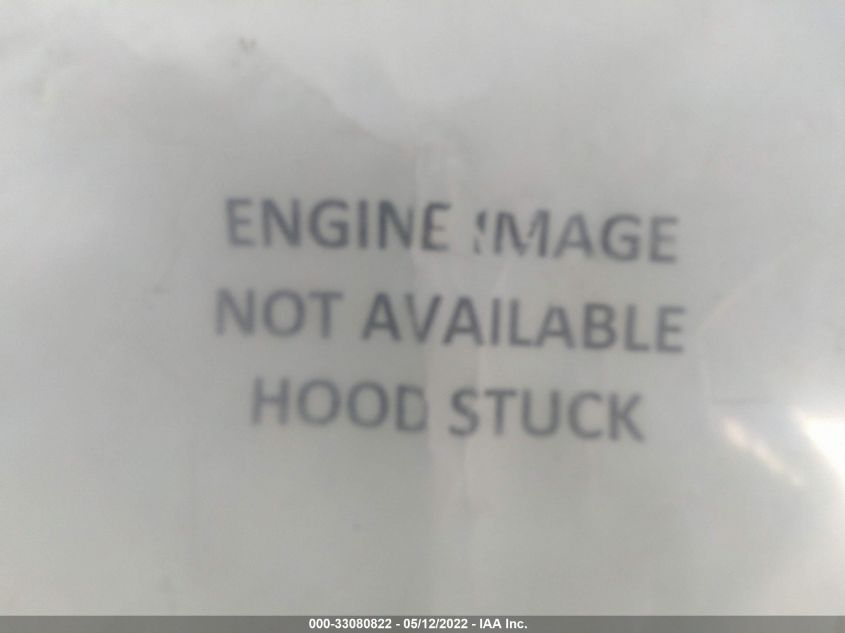 ENGINE IMAGE
NOT AVAILABLE
HOOD STUCK
000-33080822 - 05/12/2022 - IAA Inc.